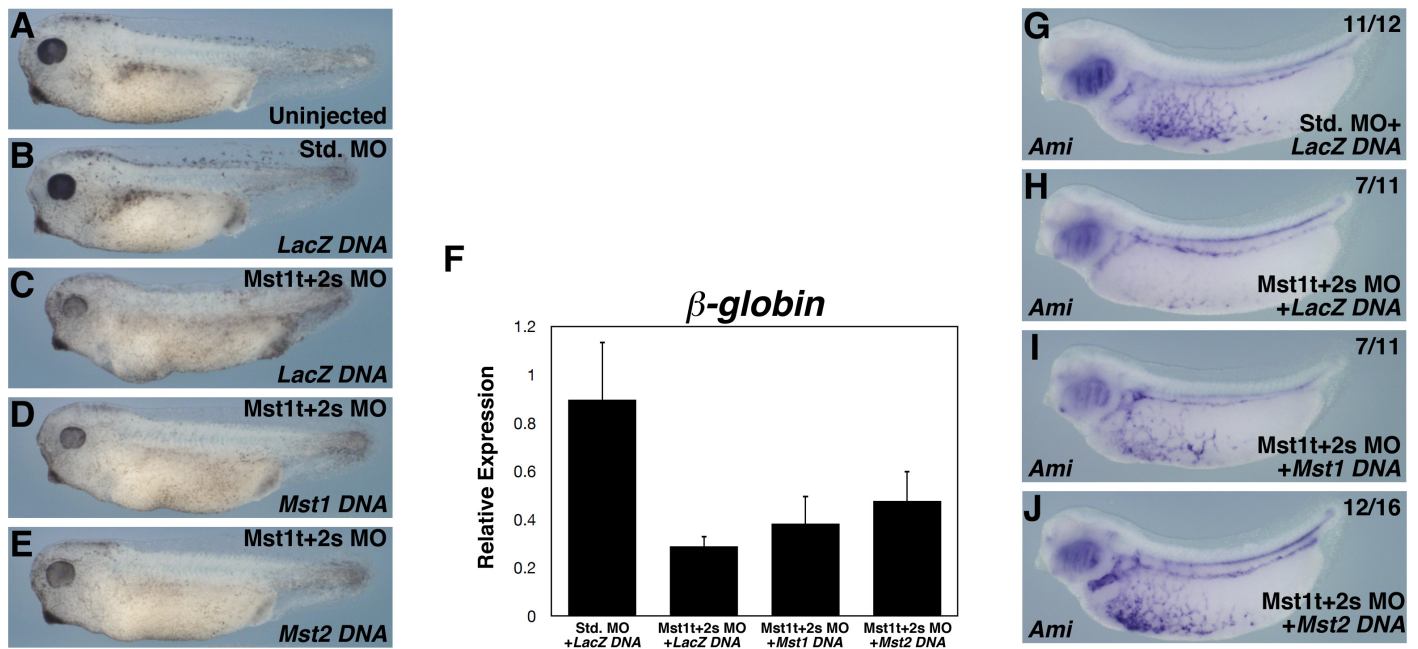 A
Uninjected
B
Std. MO
LacZ DNA
C
Mst1t+2s MO
LacZ DNA
D
Mst1t+2s MO
Mst1 DNA
E
Mst1t+2s MO
Mst2 DNA
F
β-globin
Relative Expression
1.2
1
0.8
0.6
0.4
0.2
0
Std. MO
+LacZ DNA
Mst1t+2s MO
+LacZ DNA
Mst1t+2s MO
+Mst1 DNA
Mst1t+2s MO
+Mst2 DNA
G
11/12
Std. MO+
Ami
LacZ DNA
H
7/11
Mst1t+2s MO
Ami
+LacZ DNA
I
7/11
Mst1t+2s MO
Ami
+Mst1 DNA
J
12/16
Mst1t+2s MO
Ami
+Mst2 DNA